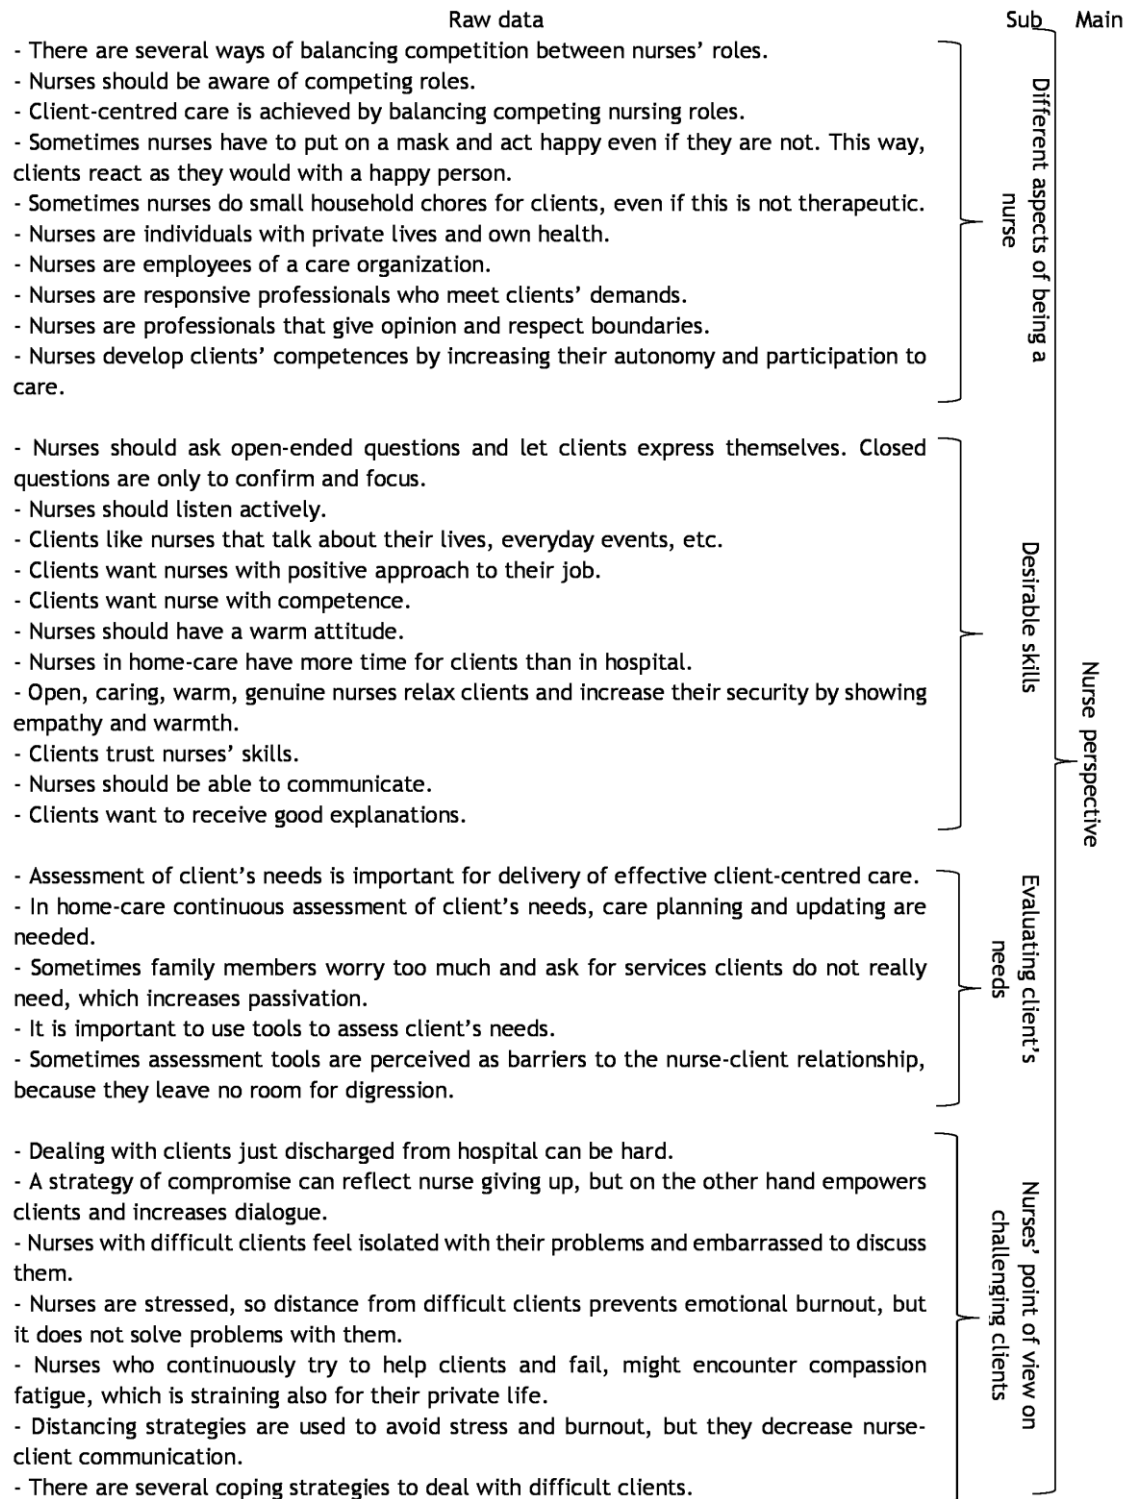 Raw data Sub Main
- There are several ways of balancing competition between nurses’ roles.
- Nurses should be aware of competing roles.
- Client-centred care is achieved by balancing competing nursing roles.
- Sometimes nurses have to put on a mask and act happy even if they are not. This way,
clients react as they would with a happy person.
- Sometimes nurses do small household chores for clients, even if this is not therapeutic.
- Nurses are individuals with private lives and own health.
- Nurses are employees of a care organization.
- Nurses are responsive professionals who meet clients’ demands.
- Nurses are professionals that give opinion and respect boundaries.
- Nurses develop clients’ competences by increasing their autonomy and participation to
care.
Different aspects of being a
nurse
- Nurses should ask open-ended questions and let clients express themselves. Closed
questions are only to confirm and focus.
- Nurses should listen actively.
- Clients like nurses that talk about their lives, everyday events, etc.
- Clients want nurses with positive approach to their job.
- Clients want nurse with competence.
- Nurses should have a warm attitude.
- Nurses in home-care have more time for clients than in hospital.
- Open, caring, warm, genuine nurses relax clients and increase their security by showing
empathy and warmth.
- Clients trust nurses’ skills.
- Nurses should be able to communicate.
- Clients want to receive good explanations.
Desirable skills
- Assessment of client’s needs is important for delivery of effective client-centred care.
- In home-care continuous assessment of client’s needs, care planning and updating are
needed.
- Sometimes family members worry too much and ask for services clients do not really
need, which increases passivation.
- It is important to use tools to assess client’s needs.
- Sometimes assessment tools are perceived as barriers to the nurse-client relationship,
because they leave no room for digression.
Evaluating client’s
needs
- Dealing with clients just discharged from hospital can be hard.
- A strategy of compromise can reflect nurse giving up, but on the other hand empowers
clients and increases dialogue.
- Nurses with difficult clients feel isolated with their problems and embarrassed to discuss
them.
- Nurses are stressed, so distance from difficult clients prevents emotional burnout, but
it does not solve problems with them.
- Nurses who continuously try to help clients and fail, might encounter compassion
fatigue, which is straining also for their private life.
- Distancing strategies are used to avoid stress and burnout, but they decrease nurse-
client communication.
- There are several coping strategies to deal with difficult clients.
Nurses’ point of view on
challenging clients
Nurse perspective